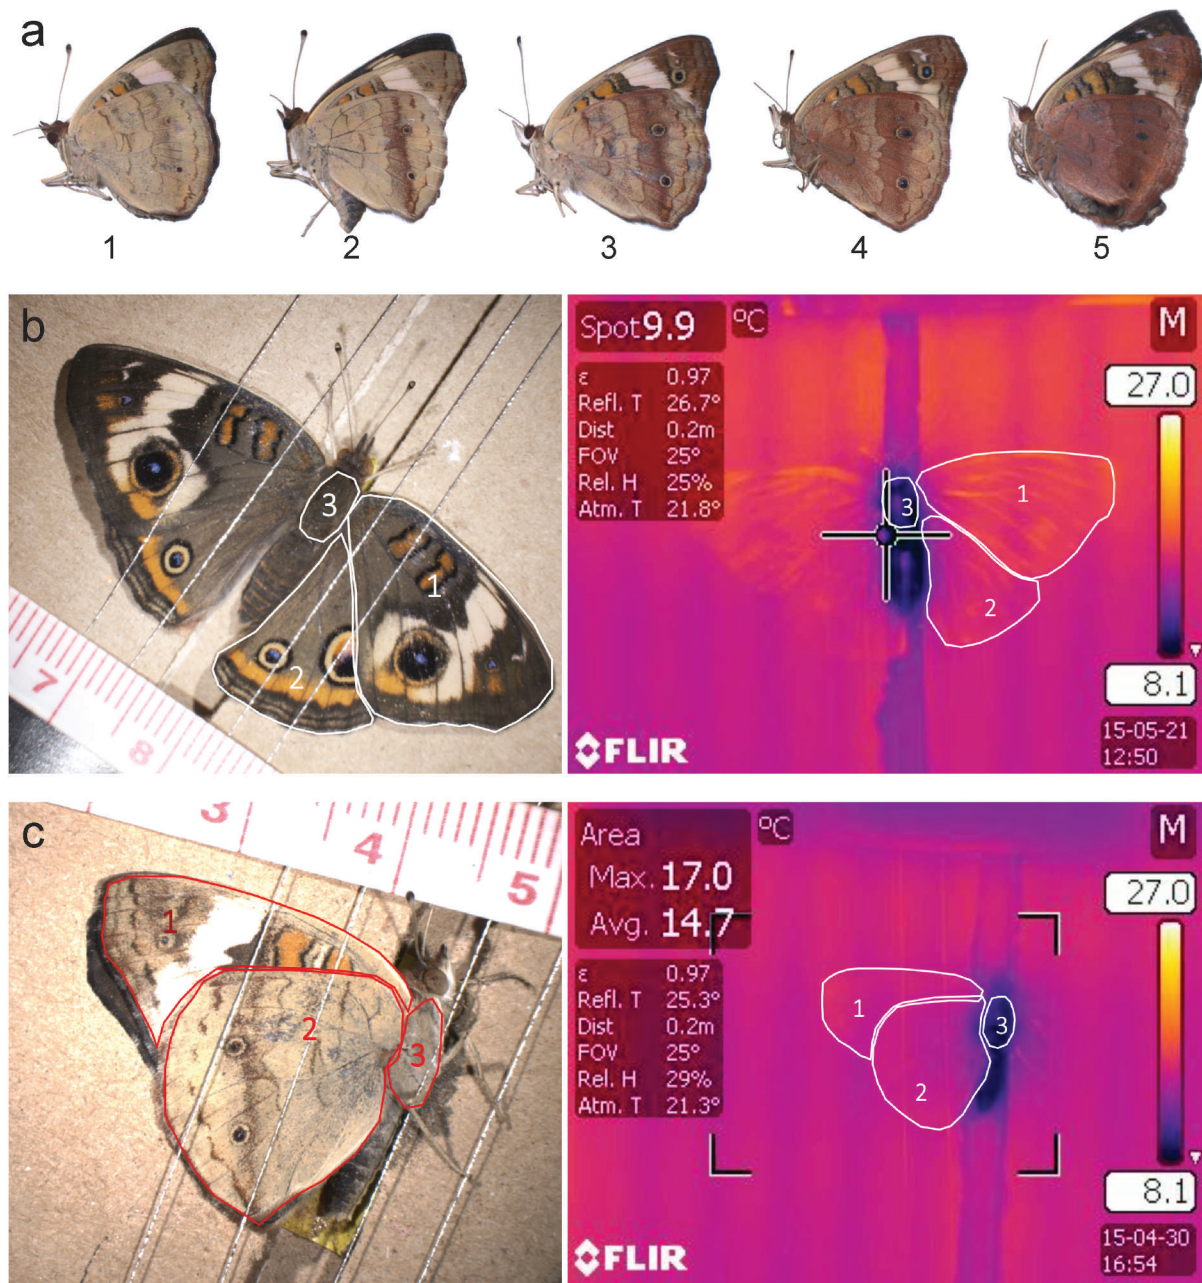 a
1 2 3 4 5
b
3
1
2
7 8
Spot 9.9 ºC M
ε 0.97
Refl. T 26.7°
Dist 0.2m
FOV 25°
Rel. H 25%
Atm. T 21.8°
27.0
1
3
2
8.1
15-05-21
12:50
FLIR
c
3 4 5
1
2
3
Area ºC M
Max. 17.0
Avg. 14.7
ε 0.97
Refl. T 25.3°
Dist 0.2m
FOV 25°
Rel. H 29%
Atm. T 21.3°
27.0
1
3
2
8.1
15-04-30
16:54
FLIR